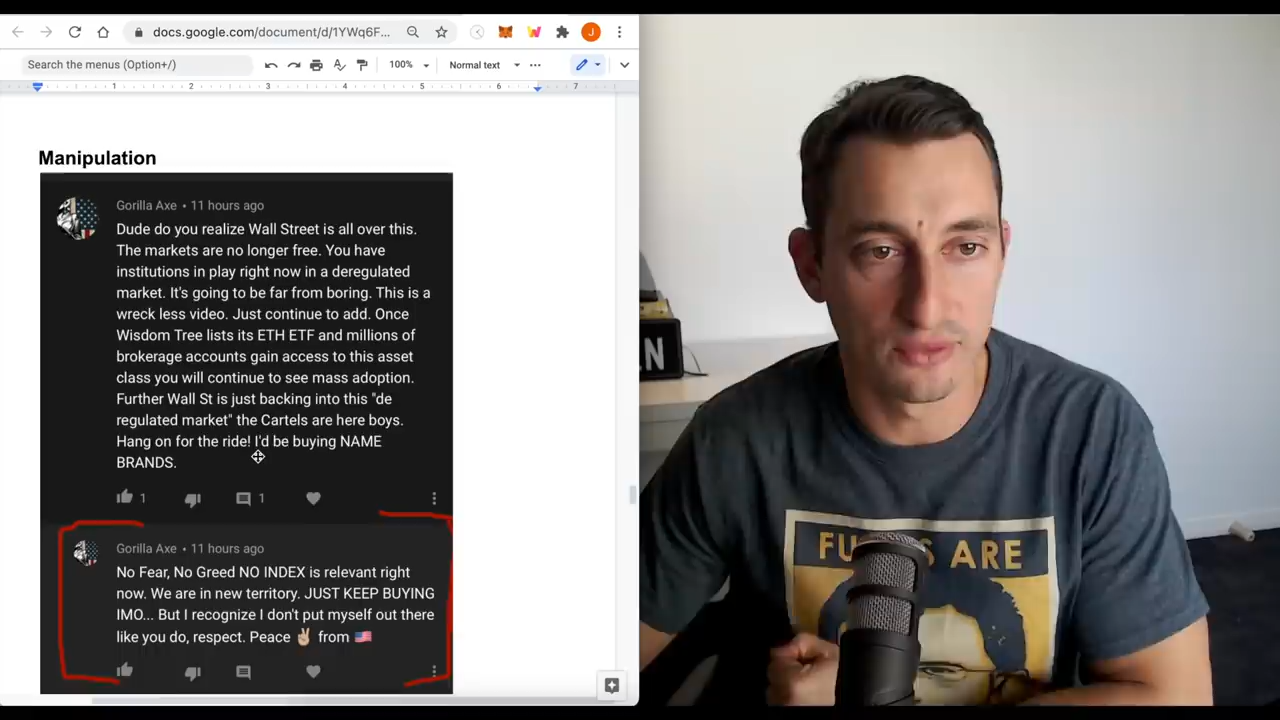 docs.google.com/document/d/1YWq6F...
J
Search the menus (Option+/)
100%
Normal text
1 2 3 4 5 6 7
Manipulation
Gorilla Axe • 11 hours ago
Dude do you realize Wall Street is all over this.
The markets are no longer free. You have
institutions in play right now in a deregulated
market. It's going to be far from boring. This is a
wreck less video. Just continue to add. Once
Wisdom Tree lists its ETH ETF and millions of
brokerage accounts gain access to this asset
class you will continue to see mass adoption.
Further Wall St is just backing into this "de
regulated market" the Cartels are here boys.
Hang on for the ride! I'd be buying NAME
BRANDS.
1 1
Gorilla Axe • 11 hours ago
No Fear, No Greed NO INDEX is relevant right
now. We are in new territory. JUST KEEP BUYING
IMO... But I recognize I don't put myself out there
like you do, respect. Peace ✌🏼 from 🇺🇸
ARE